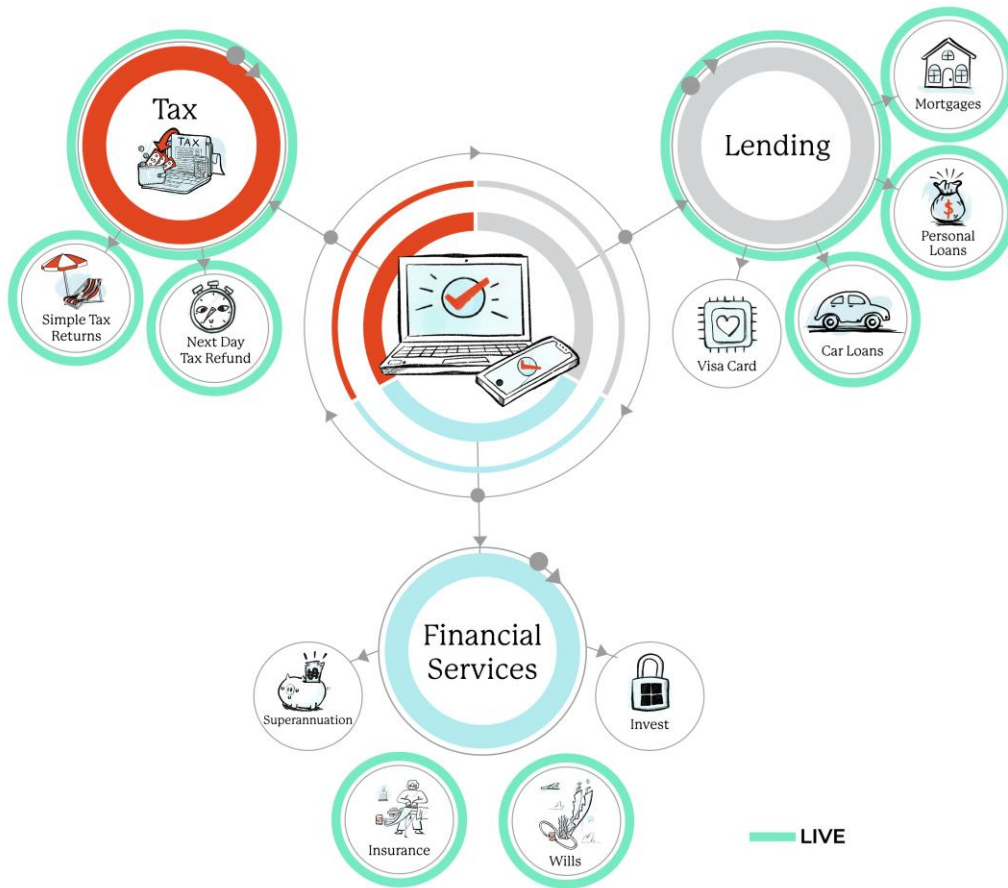 Tax
TAX
Simple Tax
Returns
Next Day
Tax Refund
Lending
Mortgages
Personal
Loans
$
Car Loans
Visa Card
Financial
Services
Superannuation
$
Invest
Insurance
Wills
LIVE